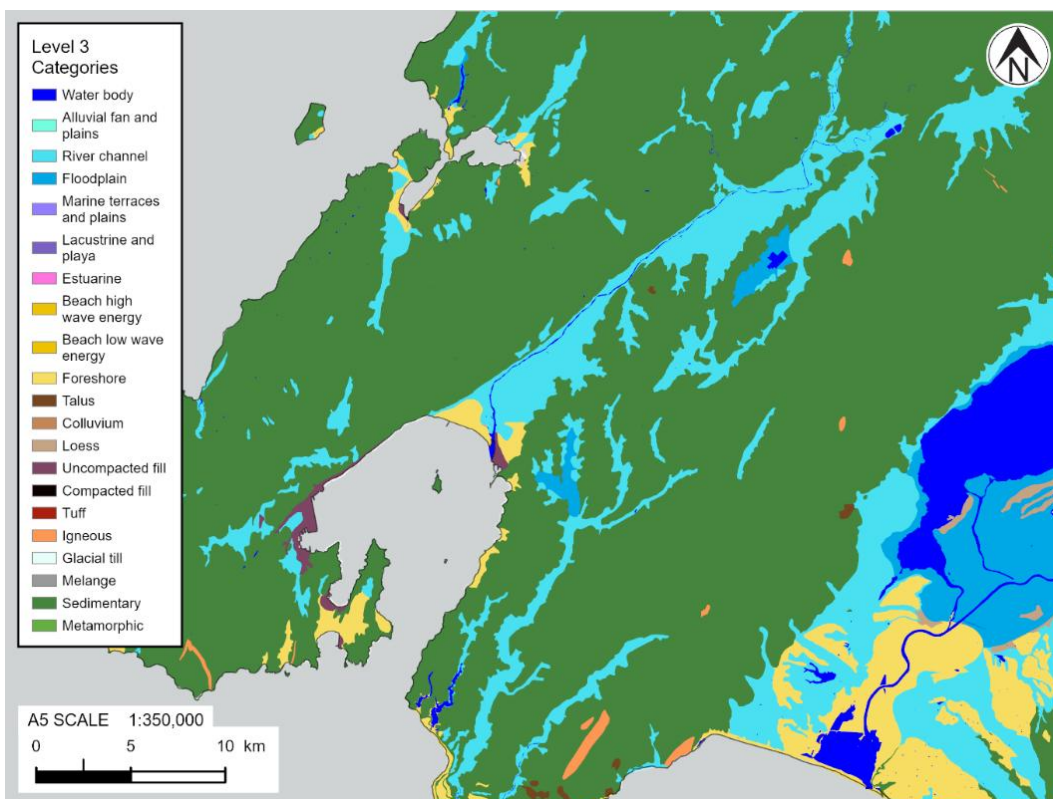 Level 3
Categories
Water body
Alluvial fan and
plains
River channel
Floodplain
Marine terraces
and plains
Lacustrine and
playa
Estuarine
Beach high
wave energy
Beach low wave
energy
Foreshore
Talus
Colluvium
Loess
Uncompacted fill
Compacted fill
Tuff
Igneous
Glacial till
Melange
Sedimentary
Metamorphic
N
A5 SCALE 1:350,000
0 5 10 km